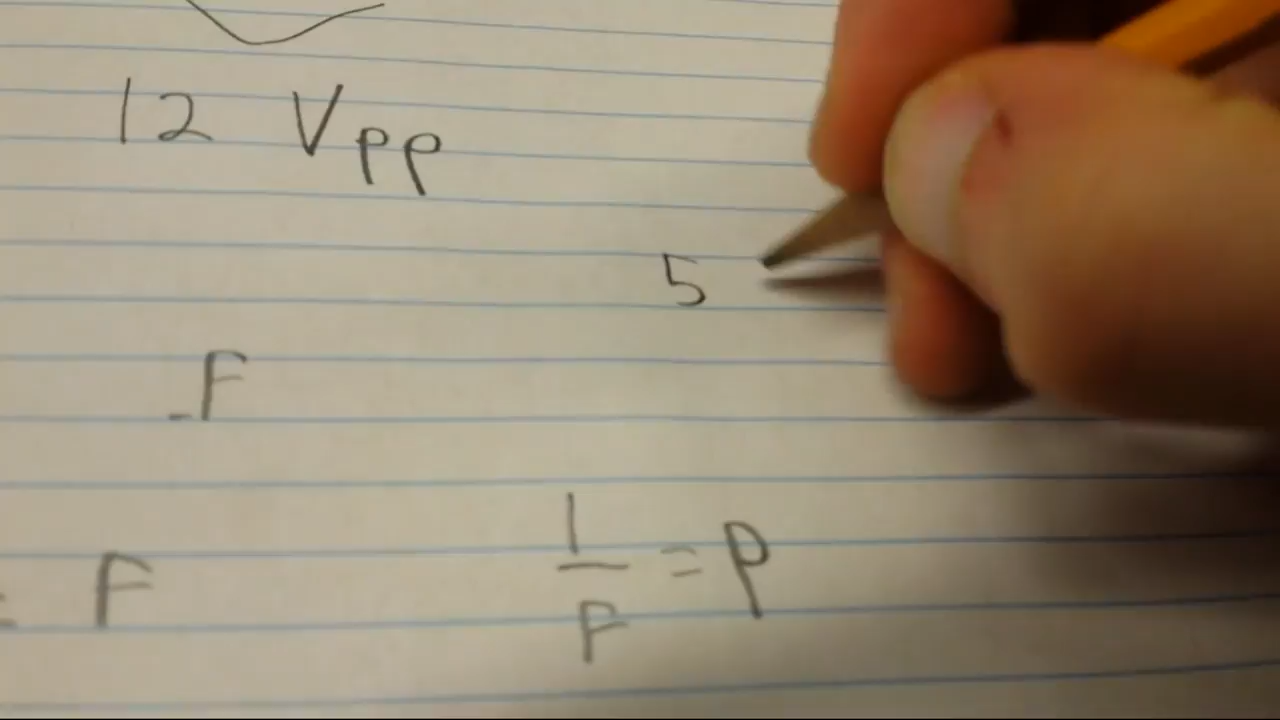 12 Vpp
5
-F
= F
1/F = P